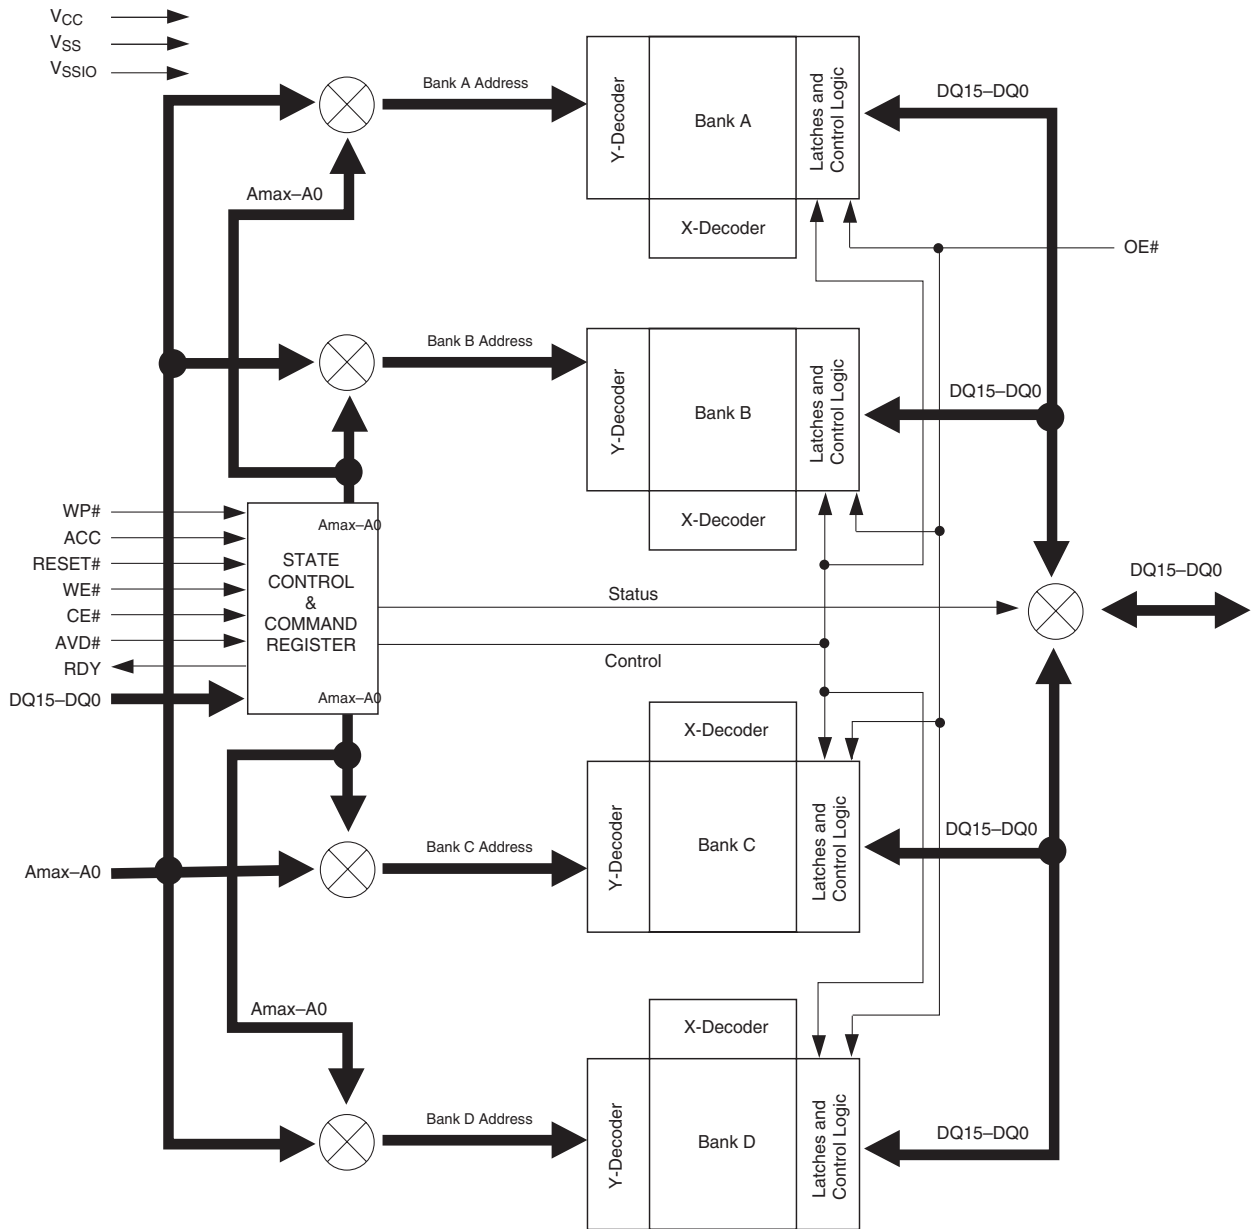 VCC
VSS
VSSIO
Bank A Address
Y-Decoder
Bank A
Latches and
Control Logic
DQ15–DQ0
Amax–A0
X-Decoder
OE#
Bank B Address
Y-Decoder
Bank B
Latches and
Control Logic
DQ15–DQ0
X-Decoder
WP#
ACC
RESET#
WE#
CE#
AVD#
RDY
DQ15–DQ0
Amax–A0
STATE
CONTROL
&
COMMAND
REGISTER
Amax–A0
Status
Control
DQ15–DQ0
X-Decoder
Amax–A0
Bank C Address
Y-Decoder
Bank C
Latches and
Control Logic
DQ15–DQ0
Amax–A0
X-Decoder
Bank D Address
Y-Decoder
Bank D
Latches and
Control Logic
DQ15–DQ0